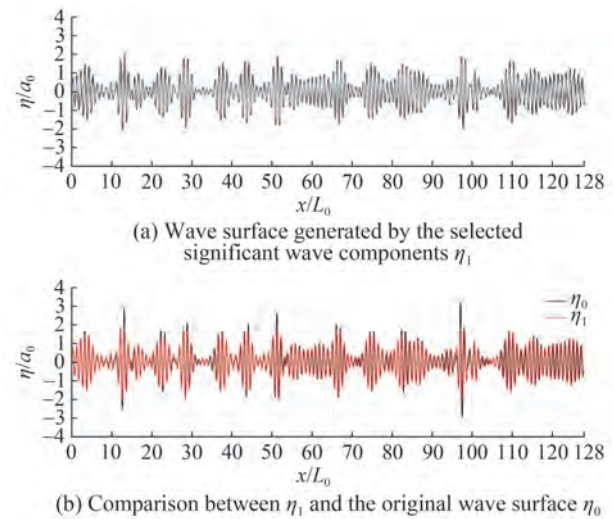 4
3
2
1
0
−1
−2
−3
−4
η/a₀
0 10 20 30 40 50 60 70 80 90 100 110 120 128
x/L₀
(a) Wave surface generated by the selected
significant wave components η₁
4
3
2
1
0
−1
−2
−3
−4
η/a₀
η₀
η₁
0 10 20 30 40 50 60 70 80 90 100 110 120 128
x/L₀
(b) Comparison between η₁ and the original wave surface η₀